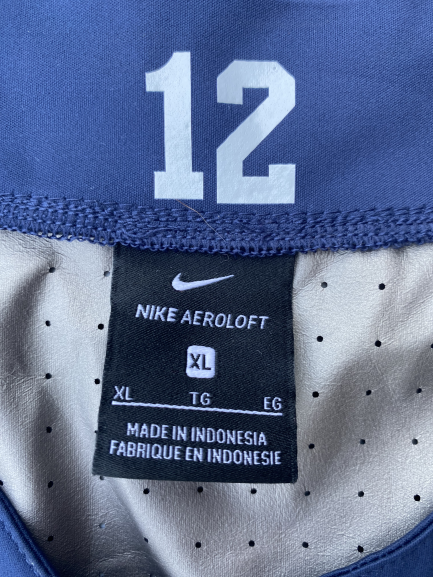 12
NIKE AEROLOFT
XL
XL TG EG
MADE IN INDONESIA
FABRIQUE EN INDONESIE